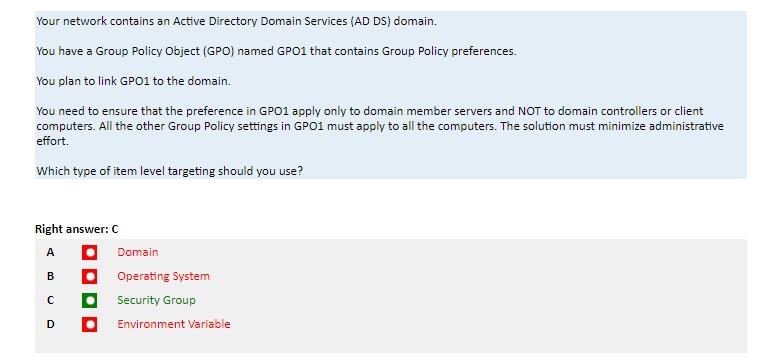 Your network contains an Active Directory Domain Services (AD DS) domain.
You have a Group Policy Object (GPO) named GPO1 that contains Group Policy preferences.
You plan to link GPO1 to the domain.
You need to ensure that the preference in GPO1 apply only to domain member servers and NOT to domain controllers or client
computers. All the other Group Policy settings in GPO1 must apply to all the computers. The solution must minimize administrative
effort.
Which type of item level targeting should you use?
Right answer: C
A Domain
B Operating System
C Security Group
D Environment Variable